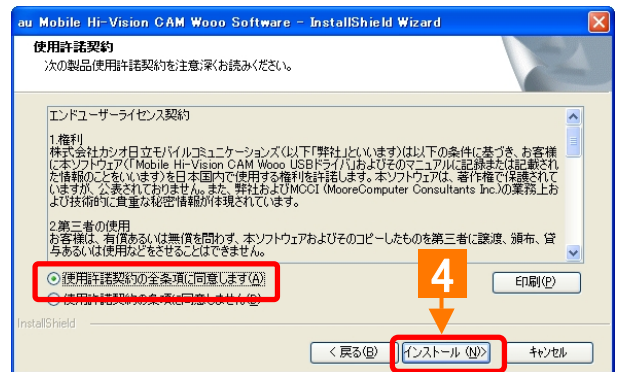 au Mobile Hi-Vision CAM Wooo Software - InstallShield Wizard
使用許諾契約
次の製品使用許諾契約を注意深くお読みください。
エンドユーザーライセンス契約
1.権利
株式会社カシオ日立モバイルコミュニケーションズ(以下「弊社」といいます)は以下の条件に基づき、お客様
に本ソフトウェア(「Mobile Hi-Vision CAM Wooo USBドライバ」およびそのマニュアルに記録または記載され
た情報のことをいいます)を日本国内で使用する権利を許諾します。本ソフトウェアは、著作権で保護されて
いますが、公表されておりません。また、弊社およびMCCI (MooreComputer Consultants Inc.)の業務上お
よび技術的に貴重な秘密情報が体現されています。
2.第三者の使用
お客様は、有償あるいは無償を問わず、本ソフトウェアおよびそのコピーしたものを第三者に譲渡、頒布、貸
与あるいは使用などをさせることはできません。
使用許諾契約の全条項に同意します(A)
使用許諾契約の条項に同意しません(D)
印刷(P)
4
InstallShield
< 戻る(B)
インストール (N)>
キャンセル